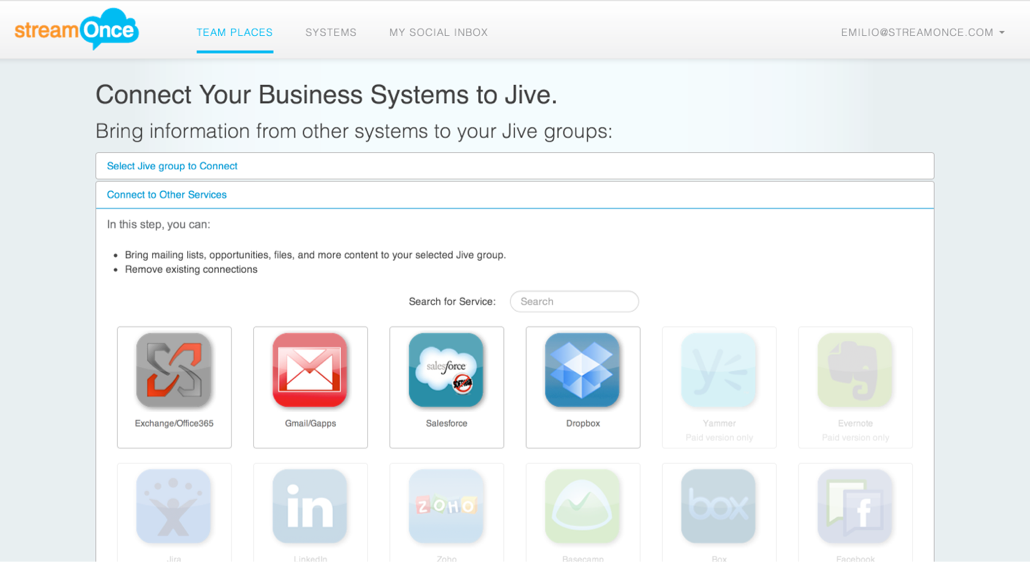 streamOnce
TEAM PLACES
SYSTEMS
MY SOCIAL INBOX
EMILIO@STREAMONCE.COM
Connect Your Business Systems to Jive.
Bring information from other systems to your Jive groups:
Select Jive group to Connect
Connect to Other Services
In this step, you can:
• Bring mailing lists, opportunities, files, and more content to your selected Jive group.
• Remove existing connections
Search for Service:
Search
salesforce
SOFTWARE
Exchange/Office365
Gmail/Gapps
Salesforce
Dropbox
Yammer
Evernote
Paid version only
Paid version only
in
ZOHO
box
f
Jira
LinkedIn
Zoho
Basecamp
Box
Facebook